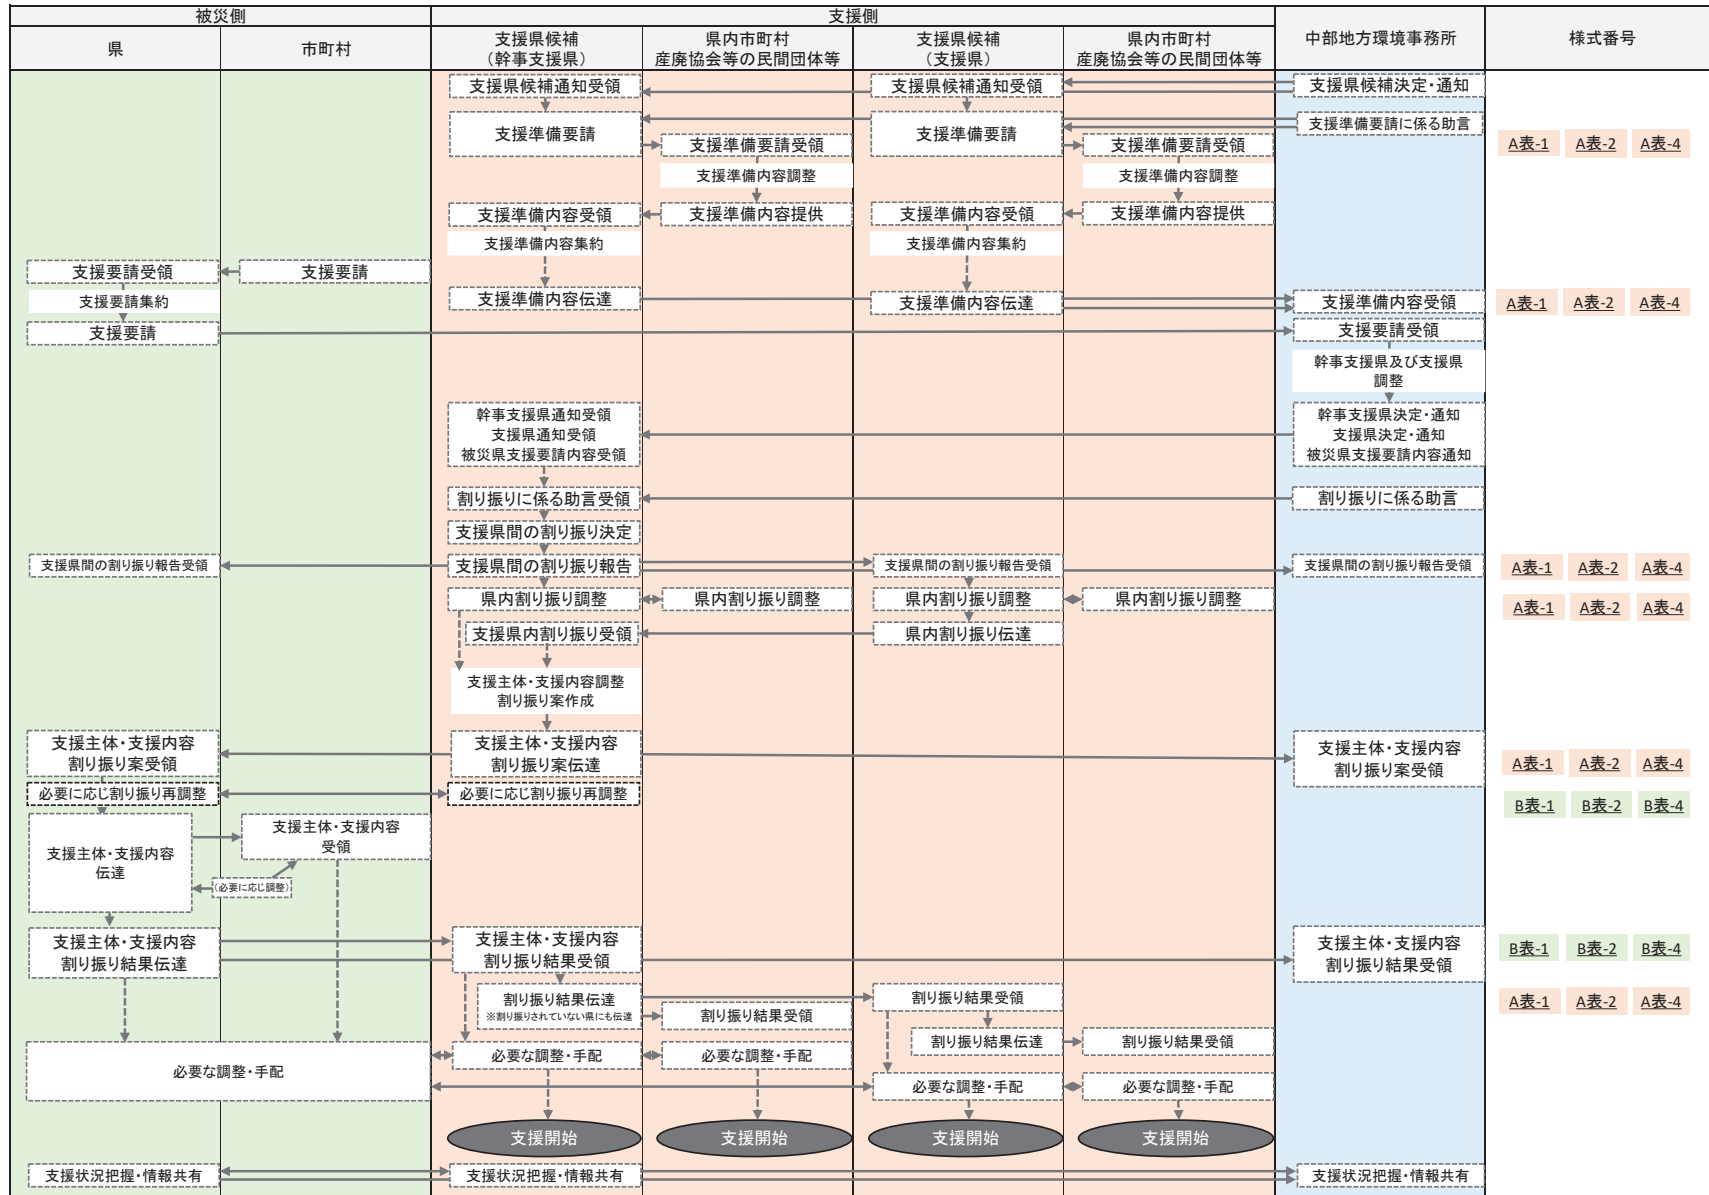 被災側
支援側
県
市町村
支援県候補
（幹事支援県）
県内市町村
産廃協会等の民間団体等
支援県候補
（支援県）
県内市町村
産廃協会等の民間団体等
中部地方環境事務所
様式番号
支援県候補通知受領
支援県候補通知受領
支援県候補決定・通知
支援準備要請
支援準備要請
支援準備要請に係る助言
支援準備要請受領
支援準備要請受領
A表-1 A表-2 A表-4
支援準備内容調整
支援準備内容調整
支援準備内容受領
支援準備内容提供
支援準備内容受領
支援準備内容提供
支援準備内容集約
支援準備内容集約
支援要請受領
支援要請
支援要請集約
支援準備内容伝達
支援準備内容伝達
支援準備内容受領
A表-1 A表-2 A表-4
支援要請
支援要請受領
幹事支援県及び支援県
調整
幹事支援県通知受領
支援県通知受領
被災県支援要請内容受領
幹事支援県決定・通知
支援県決定・通知
被災県支援要請内容通知
割り振りに係る助言受領
割り振りに係る助言
支援県間の割り振り決定
支援県間の割り振り報告受領
支援県間の割り振り報告
支援県間の割り振り報告受領
支援県間の割り振り報告受領
A表-1 A表-2 A表-4
県内割り振り調整
県内割り振り調整
県内割り振り調整
県内割り振り調整
A表-1 A表-2 A表-4
支援県内割り振り受領
県内割り振り伝達
支援主体・支援内容調整
割り振り案作成
支援主体・支援内容
割り振り案受領
支援主体・支援内容
割り振り案伝達
支援主体・支援内容
割り振り案受領
A表-1 A表-2 A表-4
必要に応じ割り振り再調整
必要に応じ割り振り再調整
B表-1 B表-2 B表-4
支援主体・支援内容
伝達
支援主体・支援内容
受領
（必要に応じ調整）
支援主体・支援内容
割り振り結果伝達
支援主体・支援内容
割り振り結果受領
支援主体・支援内容
割り振り結果受領
B表-1 B表-2 B表-4
割り振り結果伝達
※割り振りされていない県にも伝達
割り振り結果受領
A表-1 A表-2 A表-4
割り振り結果受領
割り振り結果伝達
割り振り結果受領
必要な調整・手配
必要な調整・手配
必要な調整・手配
必要な調整・手配
必要な調整・手配
支援開始
支援開始
支援開始
支援開始
支援状況把握・情報共有
支援状況把握・情報共有
支援状況把握・情報共有